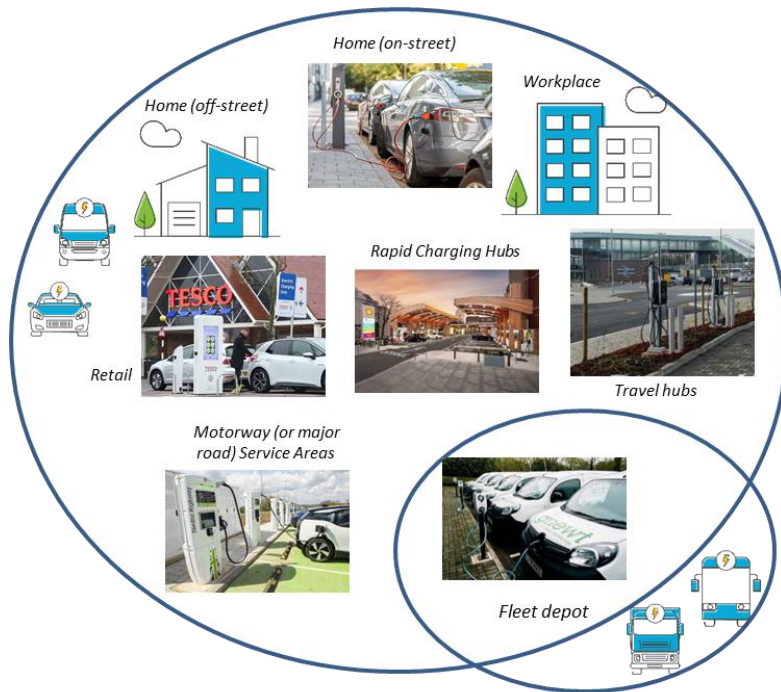 Home (on-street)
Workplace
Home (off-street)
Rapid Charging Hubs
TESCO
Retail
Travel hubs
Motorway (or major
road) Service Areas
gnewt
Fleet depot